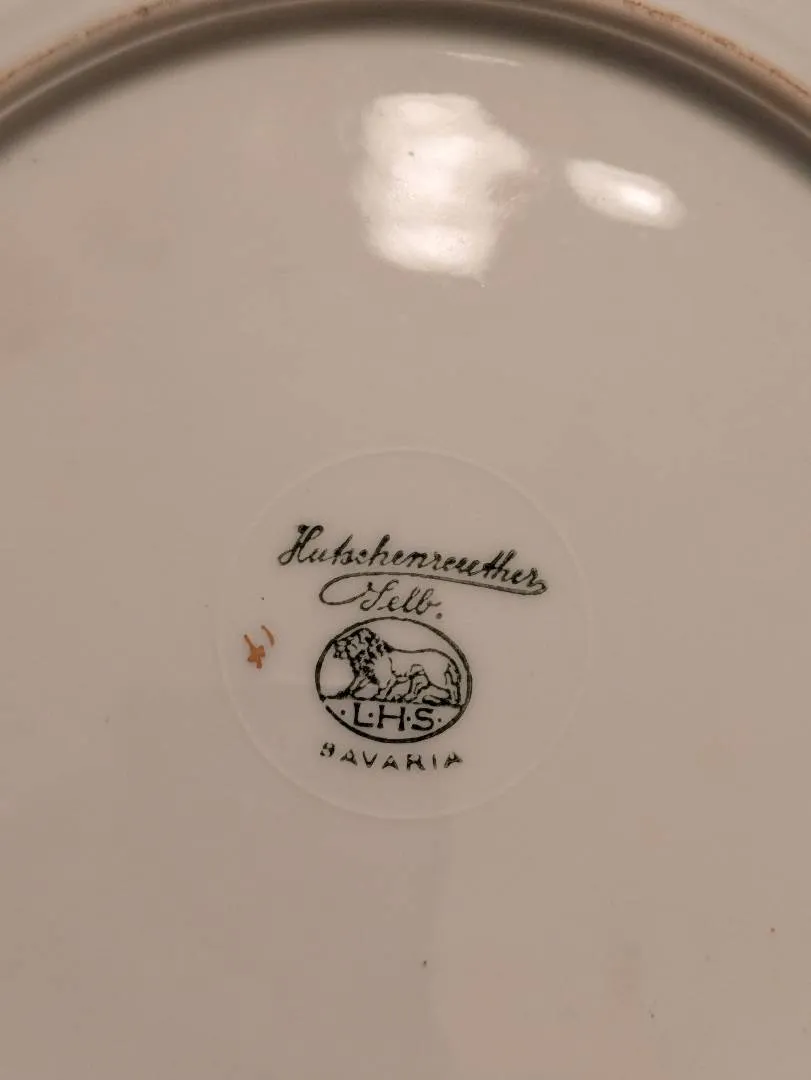 Hutschenreuther
Selb.
·L·H·S·
BAVARIA